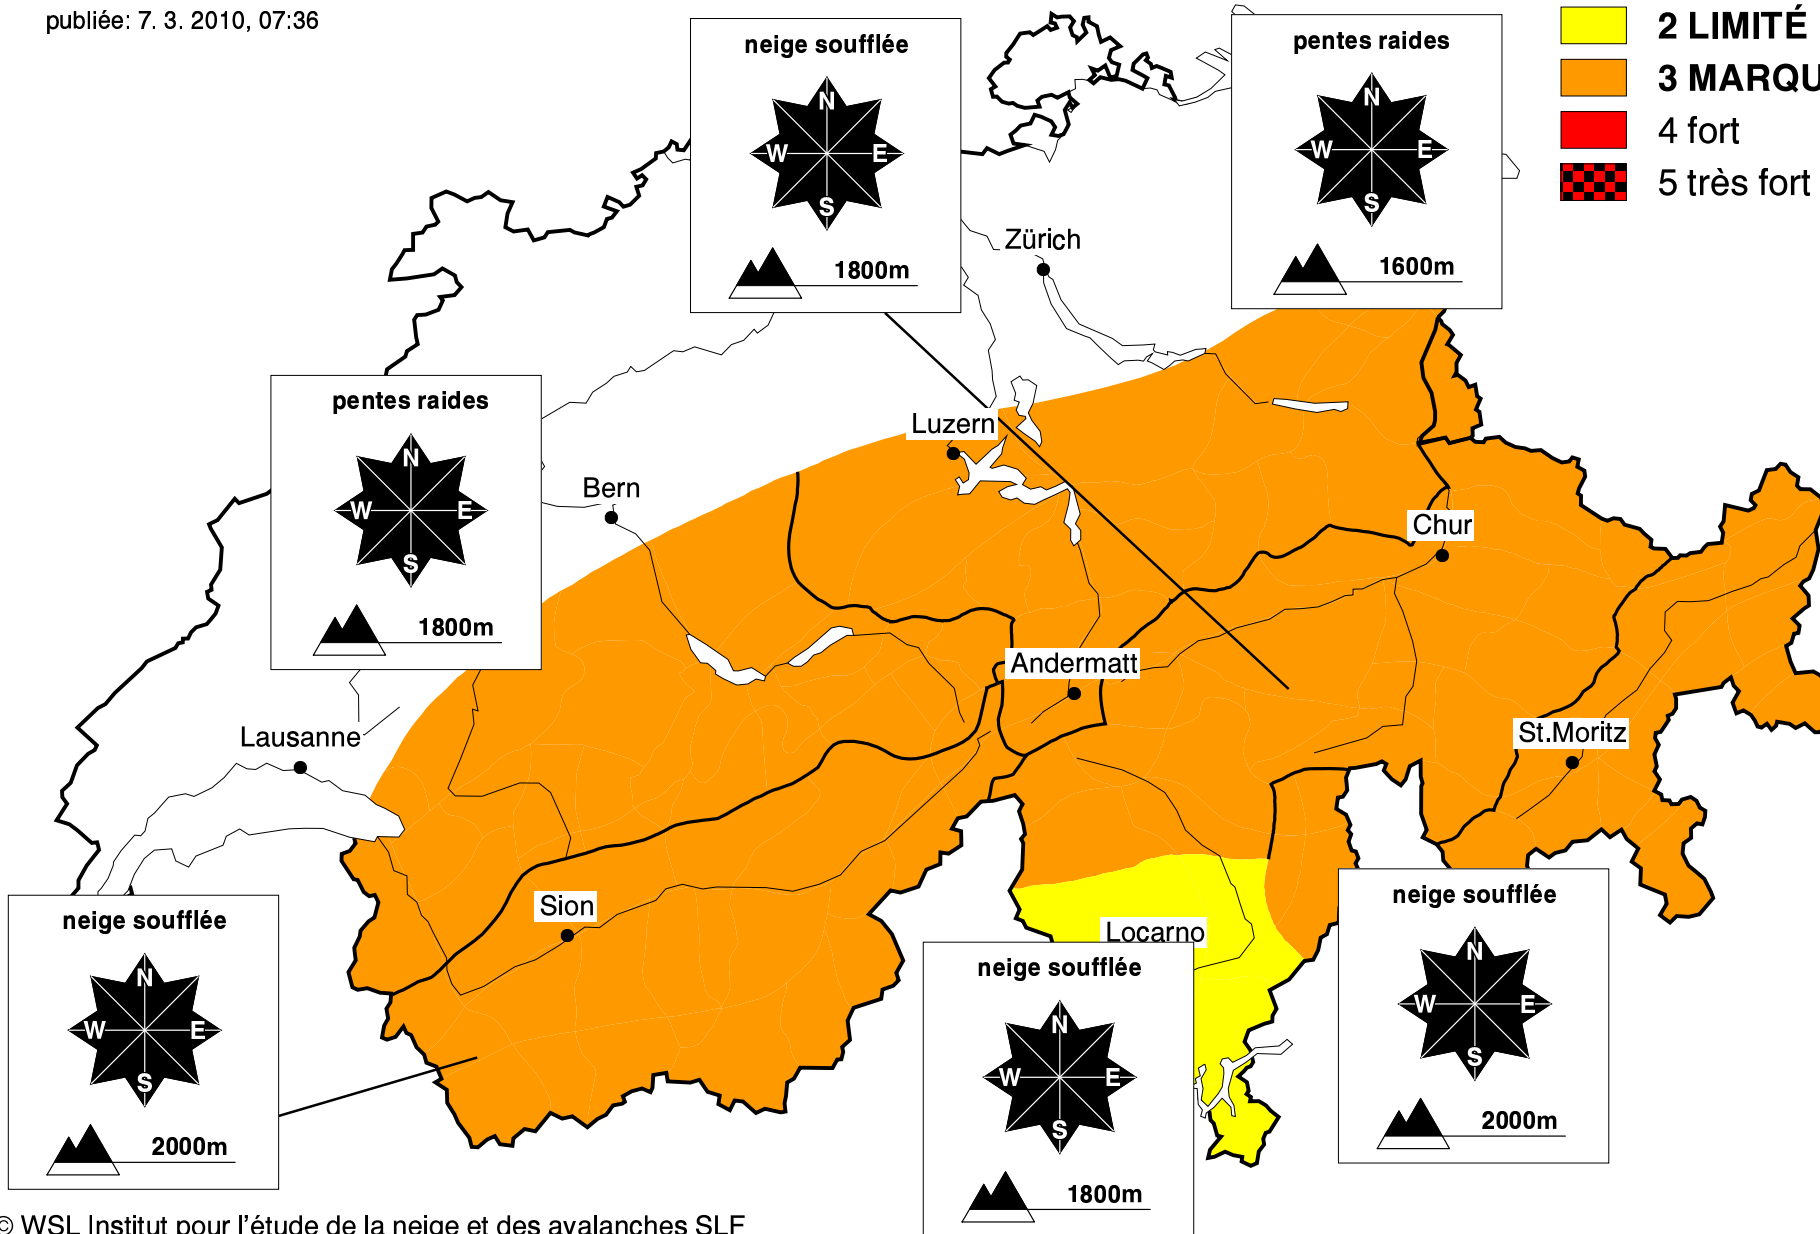 publiée: 7. 3. 2010, 07:36
2 LIMITÉ
3 MARQU
4 fort
5 très fort
neige soufflée
N
W E
S
1800m
pentes raides
N
W E
S
1600m
Zürich
pentes raides
N
W E
S
1800m
Luzern
Bern
Chur
Andermatt
Lausanne
St.Moritz
Sion
Locarno
neige soufflée
N
W E
S
2000m
neige soufflée
N
W E
S
1800m
neige soufflée
N
W E
S
2000m
© WSL Institut pour l'étude de la neige et des avalanches SLF